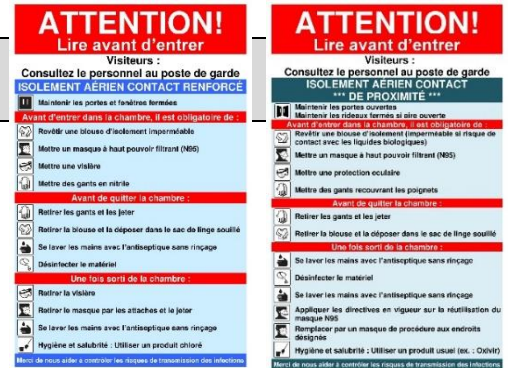 ATTENTION!
Lire avant d'entrer
Visiteurs :
Consultez le personnel au poste de garde
ISOLEMENT AÉRIEN CONTACT RENFORCÉ
Maintenir les portes et fenêtres fermées
Avant d'entrer dans la chambre, il est obligatoire de :
Revêtir une blouse d'isolement imperméable
Mettre un masque à haut pouvoir filtrant (N95)
Mettre une visière
Mettre des gants en nitrile
Avant de quitter la chambre :
Retirer les gants et les jeter
Retirer la blouse et la déposer dans le sac de linge souillé
Se laver les mains avec l'antiseptique sans rinçage
Désinfecter le matériel
Une fois sorti de la chambre :
Retirer la visière
Retirer le masque par les attaches et le jeter
Se laver les mains avec l'antiseptique sans rinçage
Hygiène et salubrité : Utiliser un produit chloré
Merci de nous aider à contrôler les risques de transmission des infections
ATTENTION!
Lire avant d'entrer
Visiteurs :
Consultez le personnel au poste de garde
ISOLEMENT AÉRIEN CONTACT
*** DE PROXIMITÉ ***
Maintenir les portes ouvertes
Maintenir les rideaux fermés si aire ouverte
Avant d'entrer dans la chambre, il est obligatoire de :
Revêtir une blouse d'isolement (imperméable si risque de
contact avec les liquides biologiques)
Mettre un masque à haut pouvoir filtrant (N95)
Mettre une protection oculaire
Mettre des gants recouvrant les poignets
Avant de quitter la chambre :
Retirer les gants et les jeter
Retirer la blouse et la déposer dans le sac de linge souillé
Une fois sorti de la chambre :
Se laver les mains avec l'antiseptique sans rinçage
Désinfecter le matériel
Se laver les mains avec l'antiseptique sans rinçage
Appliquer les directives en vigueur sur la réutilisation du
masque N95
Remplacer par un masque de procédure aux endroits
désignés
Hygiène et salubrité : Utiliser un produit usuel (ex. : Oxivir)
Merci de nous aider à contrôler les risques de transmission des infections